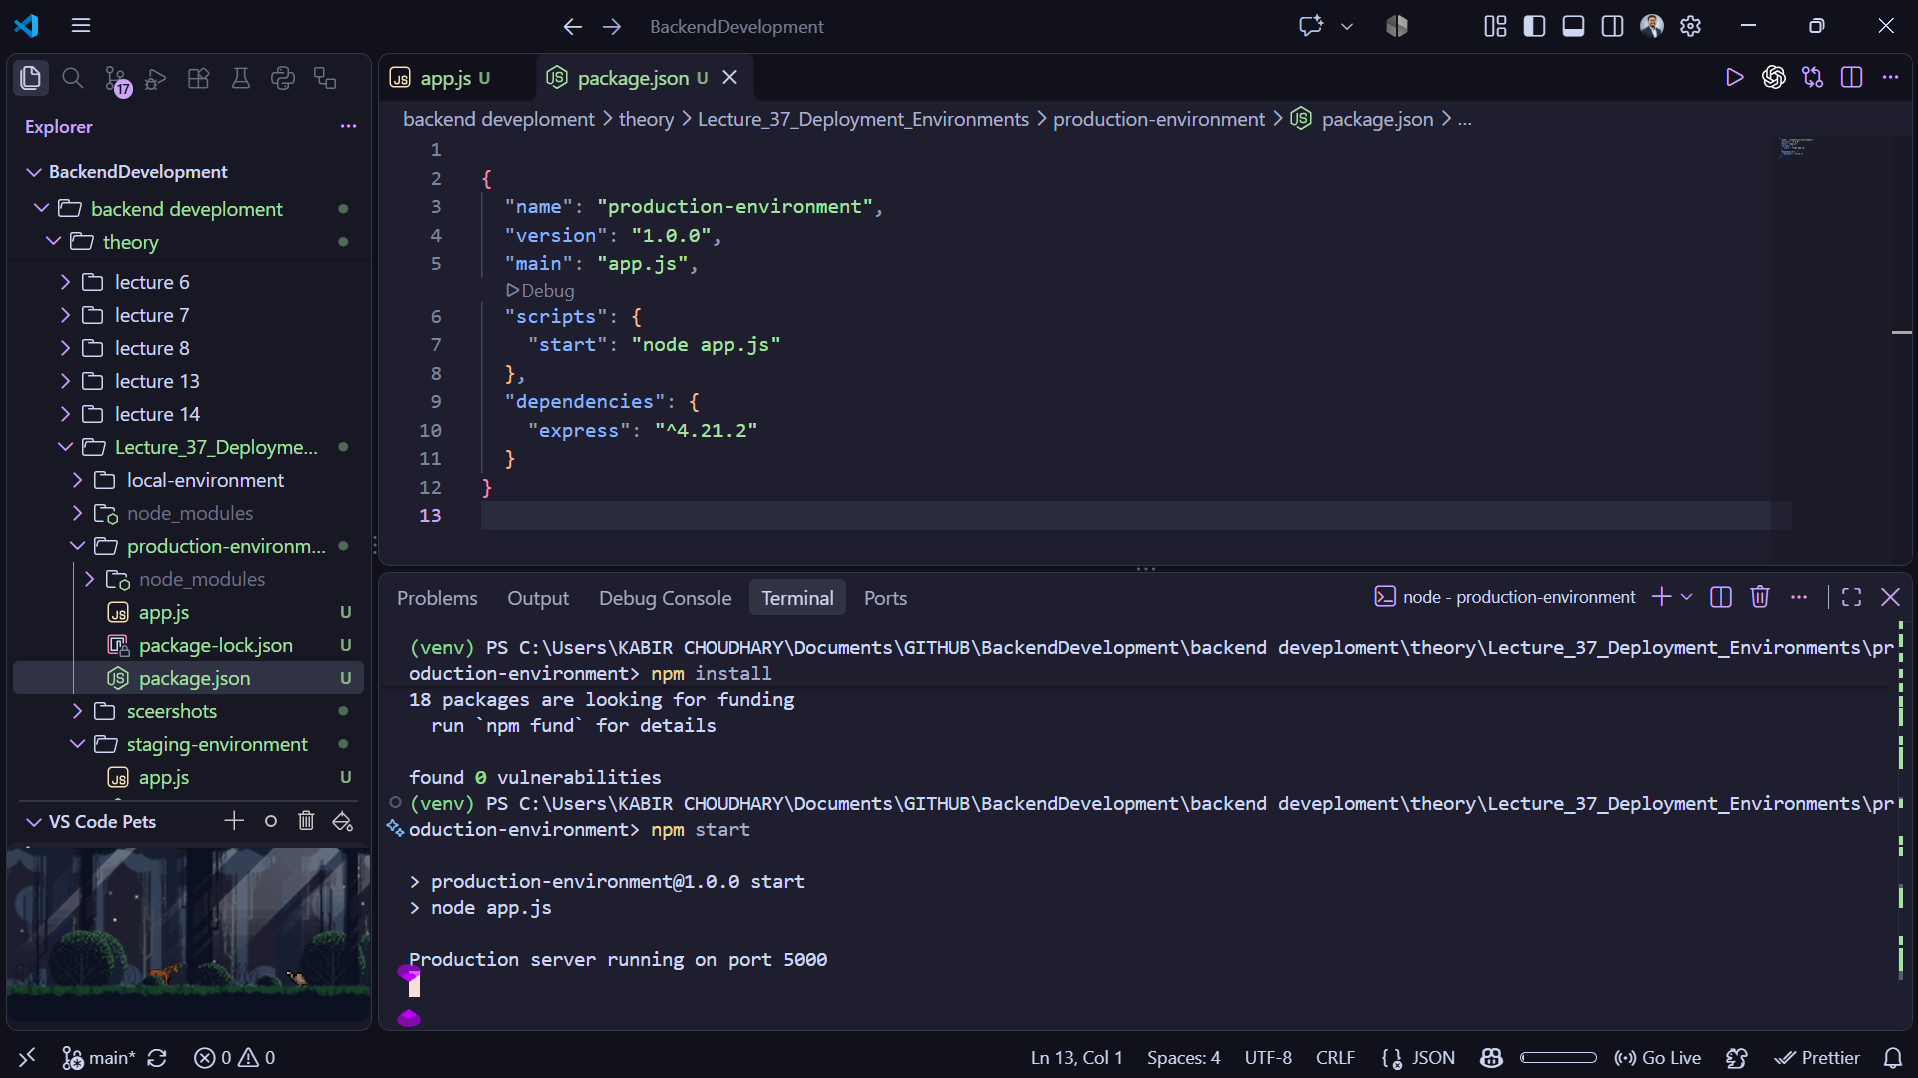 BackendDevelopment
17
Explorer
BackendDevelopment
backend deveploment
theory
lecture 6
lecture 7
lecture 8
lecture 13
lecture 14
Lecture_37_Deployme...
local-environment
node_modules
production-environm...
node_modules
app.js U
package-lock.json U
package.json U
sceershots
staging-environment
app.js U
VS Code Pets
app.js U
package.json U
backend deveploment > theory > Lecture_37_Deployment_Environments > production-environment > package.json > ...
1
2 {
3 "name": "production-environment",
4 "version": "1.0.0",
5 "main": "app.js",
Debug
6 "scripts": {
7 "start": "node app.js"
8 },
9 "dependencies": {
10 "express": "^4.21.2"
11 }
12 }
13
Problems Output Debug Console Terminal Ports
node - production-environment
(venv) PS C:\Users\KABIR CHOUDHARY\Documents\GITHUB\BackendDevelopment\backend deveploment\theory\Lecture_37_Deployment_Environments\pr
oduction-environment> npm install
18 packages are looking for funding
run `npm fund` for details
found 0 vulnerabilities
(venv) PS C:\Users\KABIR CHOUDHARY\Documents\GITHUB\BackendDevelopment\backend deveploment\theory\Lecture_37_Deployment_Environments\pr
oduction-environment> npm start
> production-environment@1.0.0 start
> node app.js
Production server running on port 5000
main* 0 0 Ln 13, Col 1 Spaces: 4 UTF-8 CRLF JSON Go Live Prettier